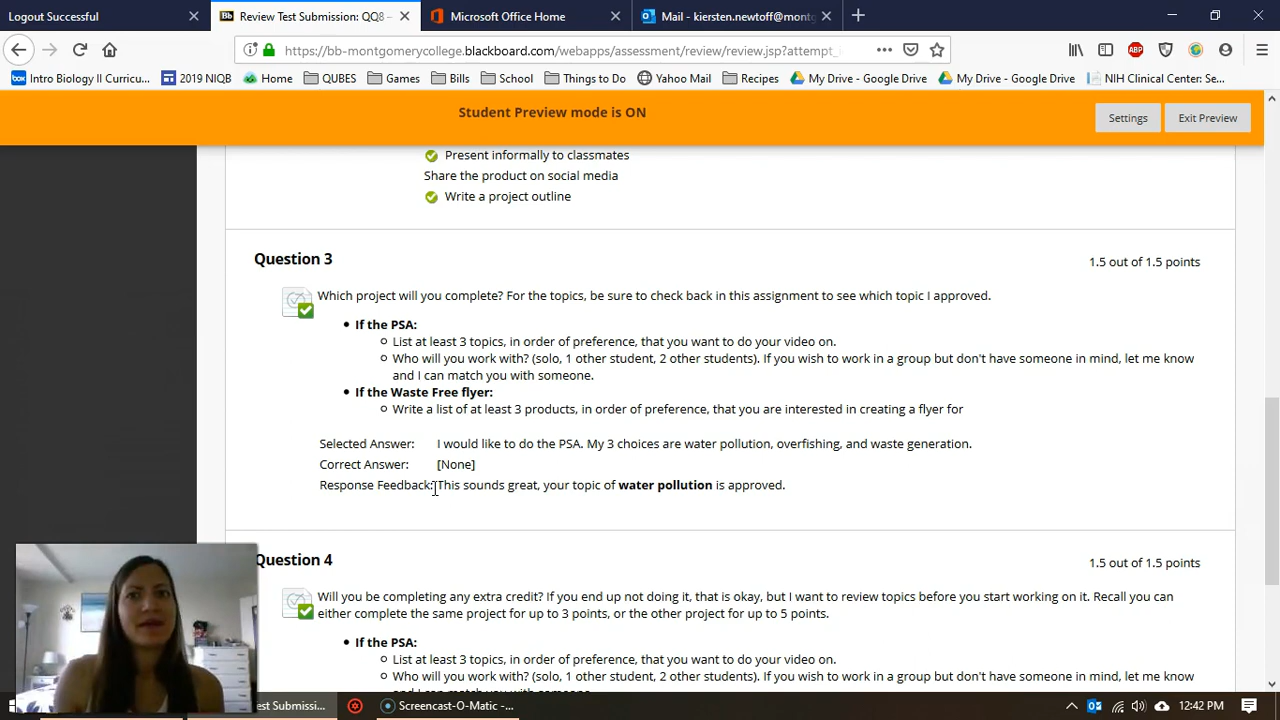 Logout Successful
Review Test Submission: QQ8 –
Microsoft Office Home
Mail - kiersten.newtoff@montg
https://bb-montgomerycollege.blackboard.com/webapps/assessment/review/review.jsp?attempt_
Intro Biology II Curricu...
2019 NIQB
Home
QUBES
Games
Bills
School
Things to Do
Yahoo Mail
Recipes
My Drive - Google Drive
My Drive - Google Drive
NIH Clinical Center: Se...
Student Preview mode is ON
Settings
Exit Preview
Present informally to classmates
Share the product on social media
Write a project outline
Question 3
1.5 out of 1.5 points
Which project will you complete? For the topics, be sure to check back in this assignment to see which topic I approved.
If the PSA:
List at least 3 topics, in order of preference, that you want to do your video on.
Who will you work with? (solo, 1 other student, 2 other students). If you wish to work in a group but don't have someone in mind, let me know
and I can match you with someone.
If the Waste Free flyer:
Write a list of at least 3 products, in order of preference, that you are interested in creating a flyer for
Selected Answer: I would like to do the PSA. My 3 choices are water pollution, overfishing, and waste generation.
Correct Answer: [None]
Response Feedback: This sounds great, your topic of water pollution is approved.
Question 4
1.5 out of 1.5 points
Will you be completing any extra credit? If you end up not doing it, that is okay, but I want to review topics before you start working on it. Recall you can
either complete the same project for up to 3 points, or the other project for up to 5 points.
If the PSA:
List at least 3 topics, in order of preference, that you want to do your video on.
Who will you work with? (solo, 1 other student, 2 other students). If you wish to work in a group but don't have someone in mind, let me know
Test Submissi...
Screencast-O-Matic -...
12:42 PM